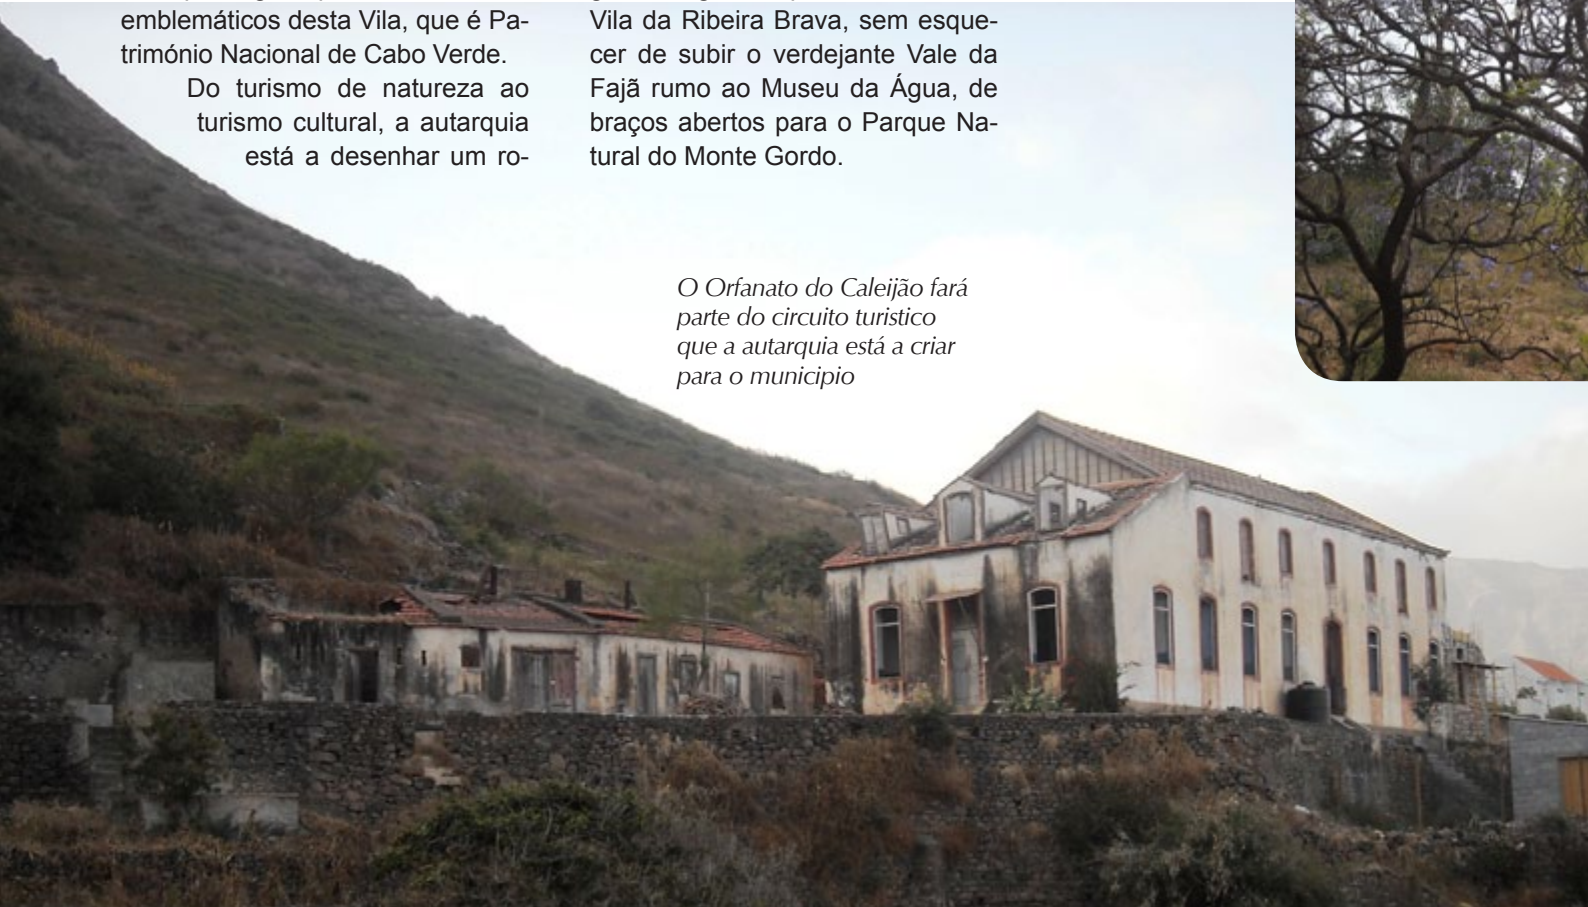 emblemáticos desta Vila, que é Pa-
trimónio Nacional de Cabo Verde.
Do turismo de natureza ao
turismo cultural, a autarquia
está a desenhar um ro-
Vila da Ribeira Brava, sem esque-
cer de subir o verdejante Vale da
Fajã rumo ao Museu da Água, de
braços abertos para o Parque Na-
tural do Monte Gordo.
O Orfanato do Caleijão fará
parte do circuito turistico
que a autarquia está a criar
para o municipio